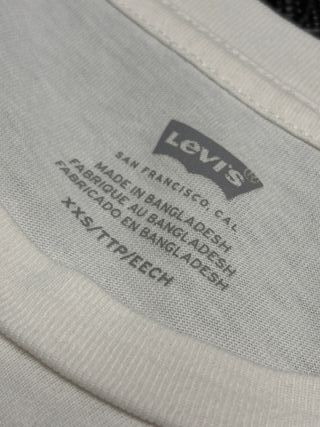 Levi's®
SAN FRANCISCO, CAL
MADE IN BANGLADESH
FABRIQUE AU BANGLADESH
FABRICADO EN BANGLADESH
XXS/TTP/EECH